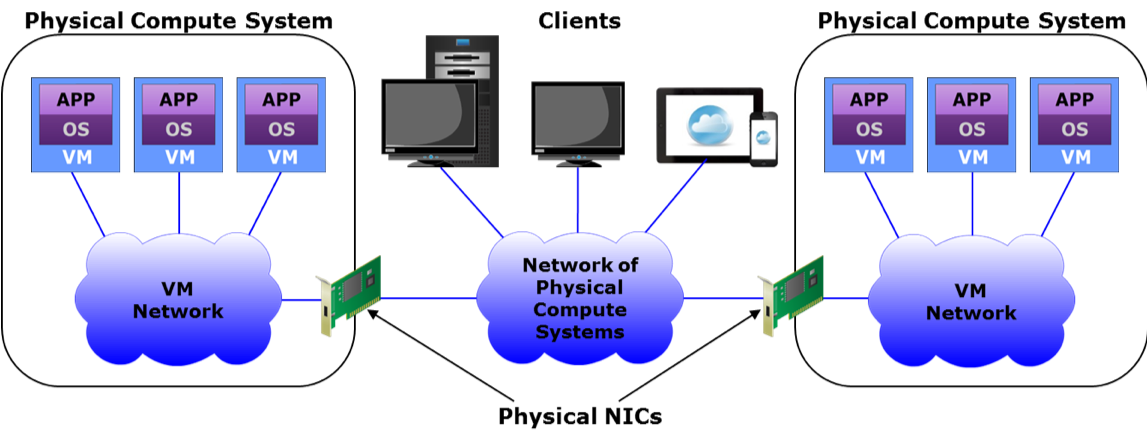 Physical Compute System
Clients
Physical Compute System
APP
OS
VM
APP
OS
VM
APP
OS
VM
APP
OS
VM
APP
OS
VM
APP
OS
VM
VM
Network
Network of
Physical
Compute
Systems
VM
Network
Physical NICs